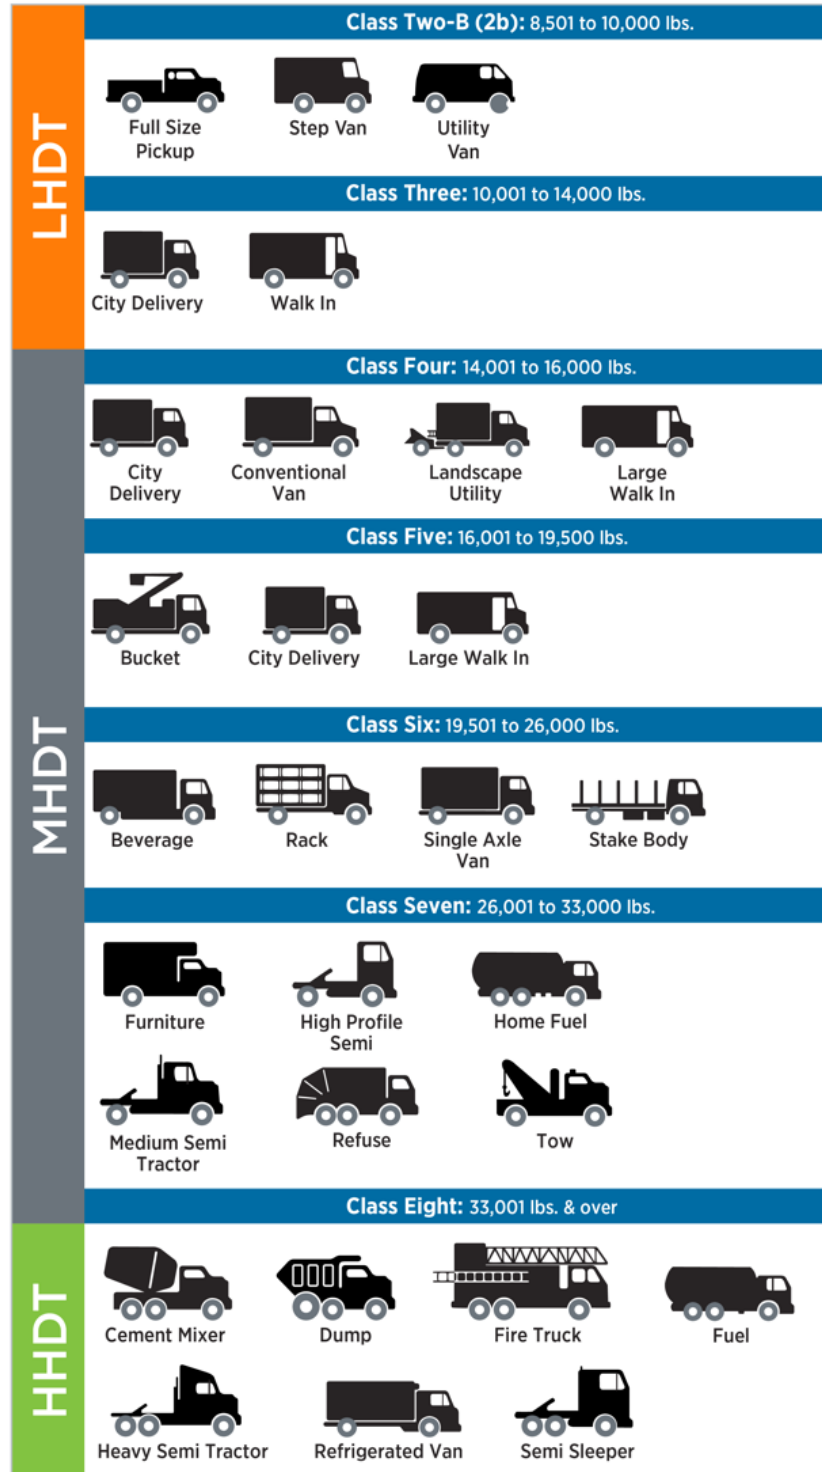 LHDT
Class Two-B (2b): 8,501 to 10,000 lbs.
Full Size
Pickup
Step Van
Utility
Van
Class Three: 10,001 to 14,000 lbs.
City Delivery
Walk In
MHDT
Class Four: 14,001 to 16,000 lbs.
City
Delivery
Conventional
Van
Landscape
Utility
Large
Walk In
Class Five: 16,001 to 19,500 lbs.
Bucket
City Delivery
Large Walk In
Class Six: 19,501 to 26,000 lbs.
Beverage
Rack
Single Axle
Van
Stake Body
Class Seven: 26,001 to 33,000 lbs.
Furniture
High Profile
Semi
Home Fuel
Medium Semi
Tractor
Refuse
Tow
HHDT
Class Eight: 33,001 lbs. & over
Cement Mixer
Dump
Fire Truck
Fuel
Heavy Semi Tractor
Refrigerated Van
Semi Sleeper